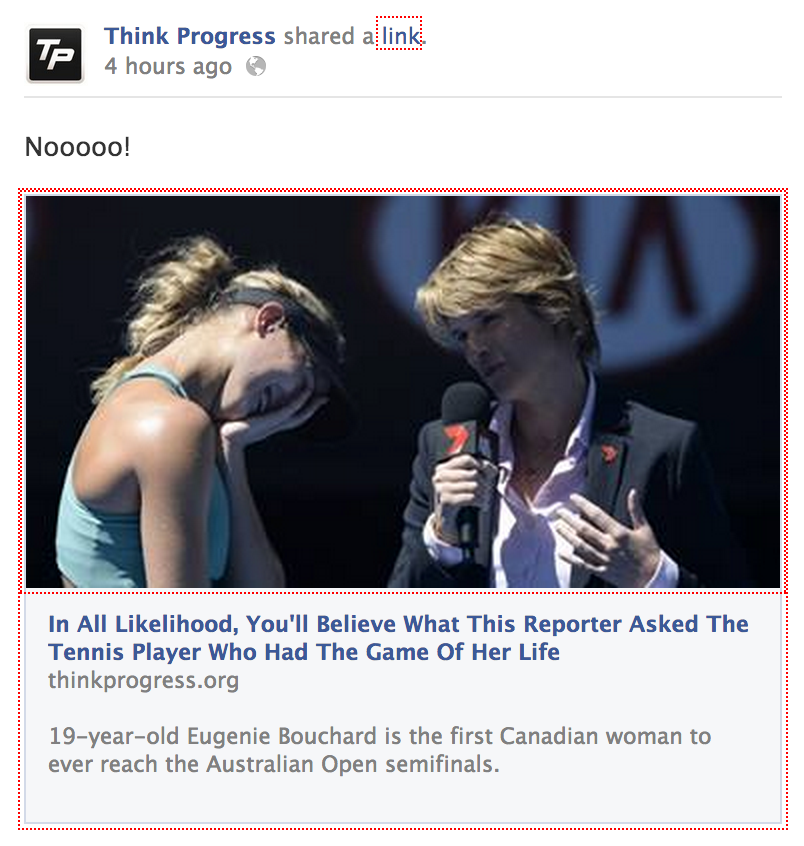 TP
Think Progress shared a link.
4 hours ago
Nooooo!
KIA
7
In All Likelihood, You'll Believe What This Reporter Asked The
Tennis Player Who Had The Game Of Her Life
thinkprogress.org
19-year-old Eugenie Bouchard is the first Canadian woman to
ever reach the Australian Open semifinals.